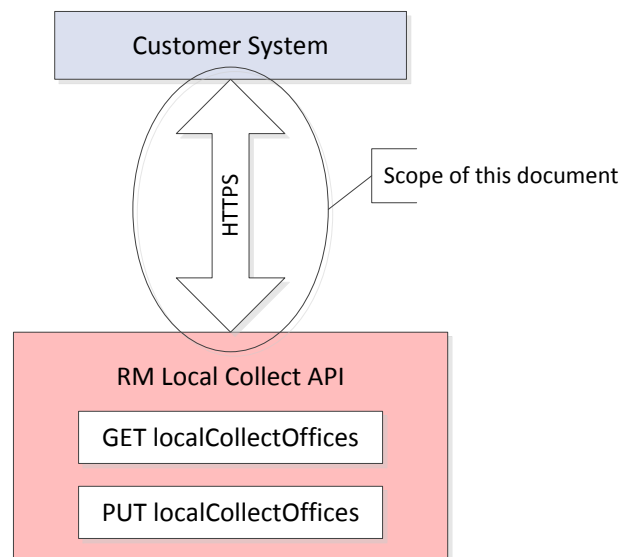 Customer System
HTTPS
Scope of this document
RM Local Collect API
GET localCollectOffices
PUT localCollectOffices